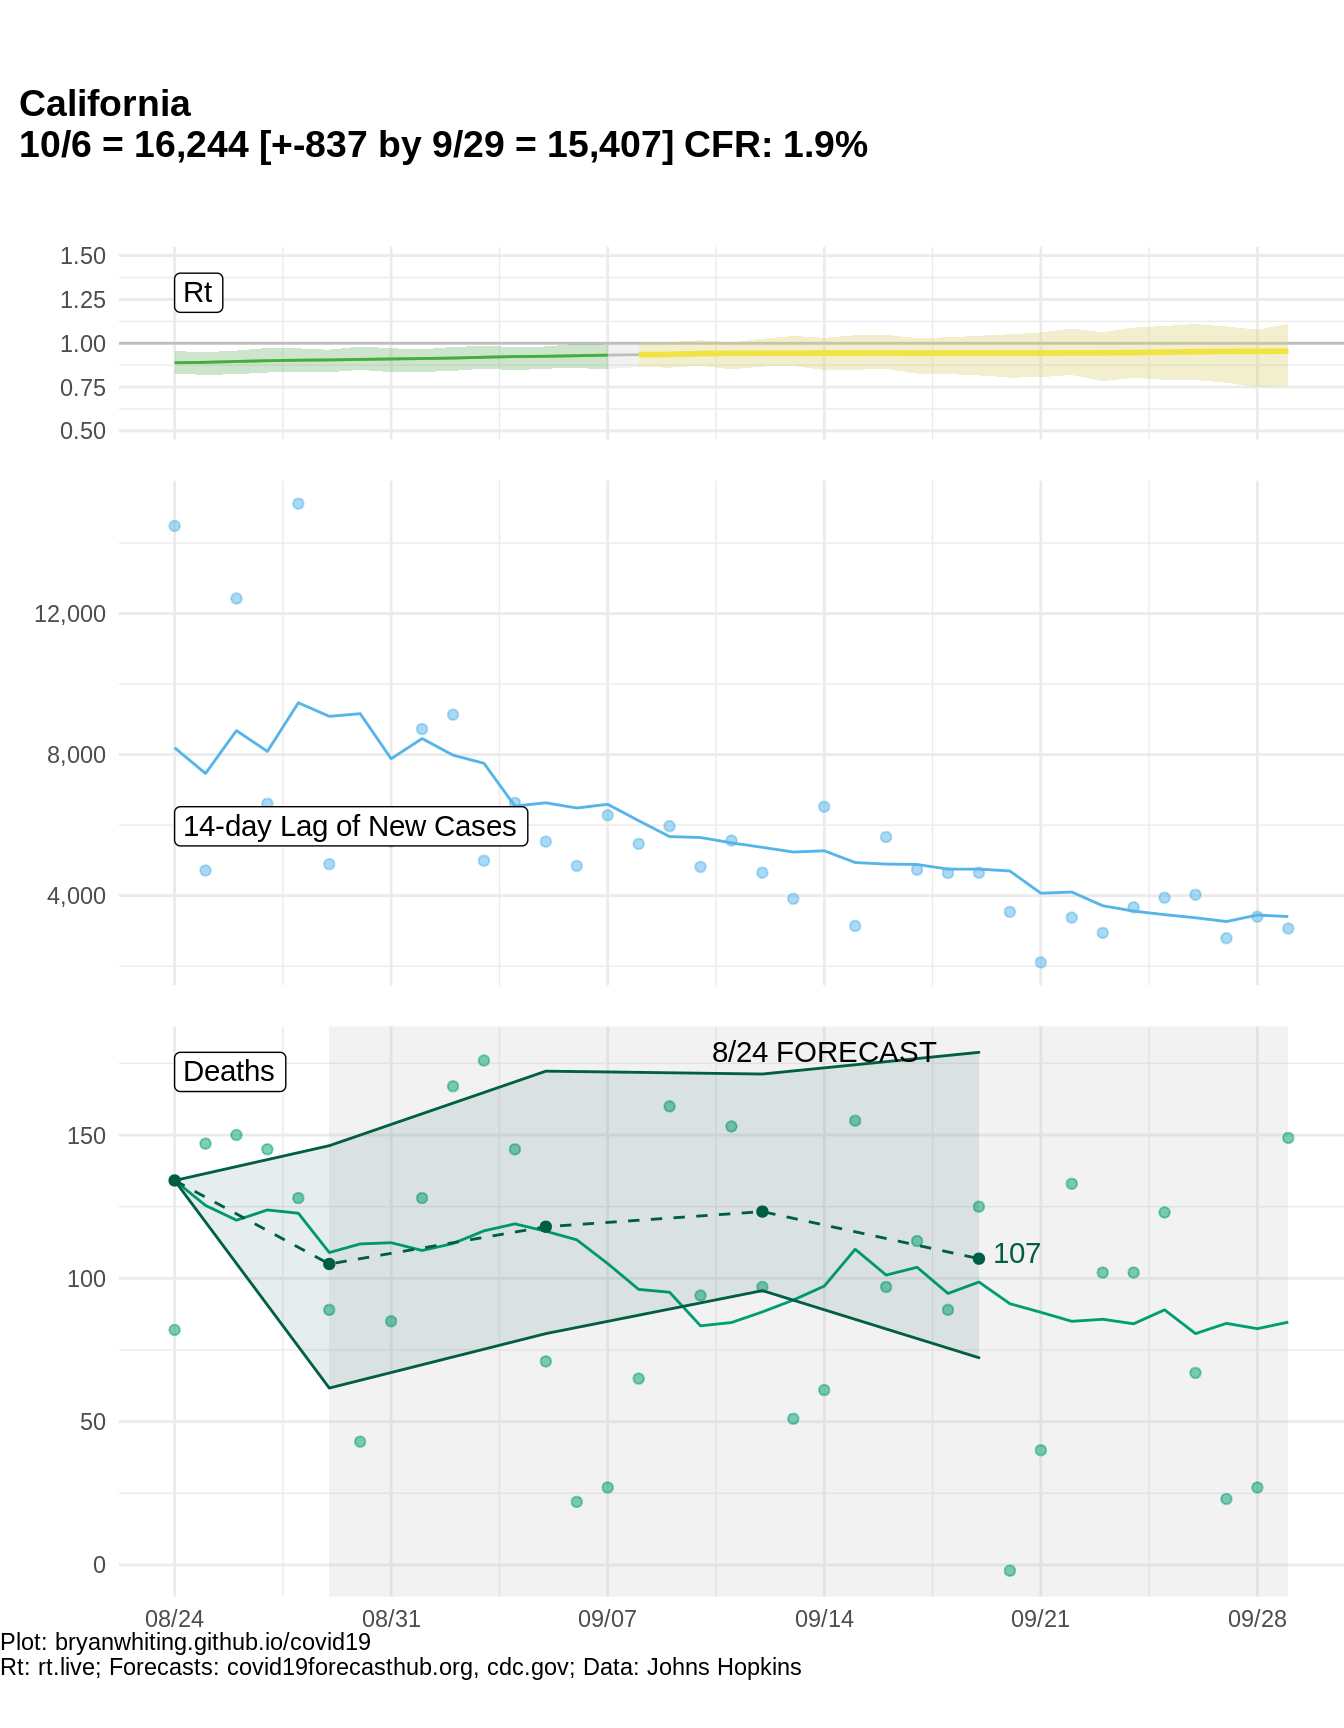 California
10/6 = 16,244 [+-837 by 9/29 = 15,407] CFR: 1.9%
1.50
Rt
1.25
1.00
0.75
0.50
12,000
8,000
14-day Lag of New Cases
4,000
8/24 FORECAST
Deaths
150
107
100
50
0
08/24 08/31 09/07 09/14 09/21 09/28
Plot: bryanwhiting.github.io/covid19
Rt: rt.live; Forecasts: covid19forecasthub.org, cdc.gov; Data: Johns Hopkins